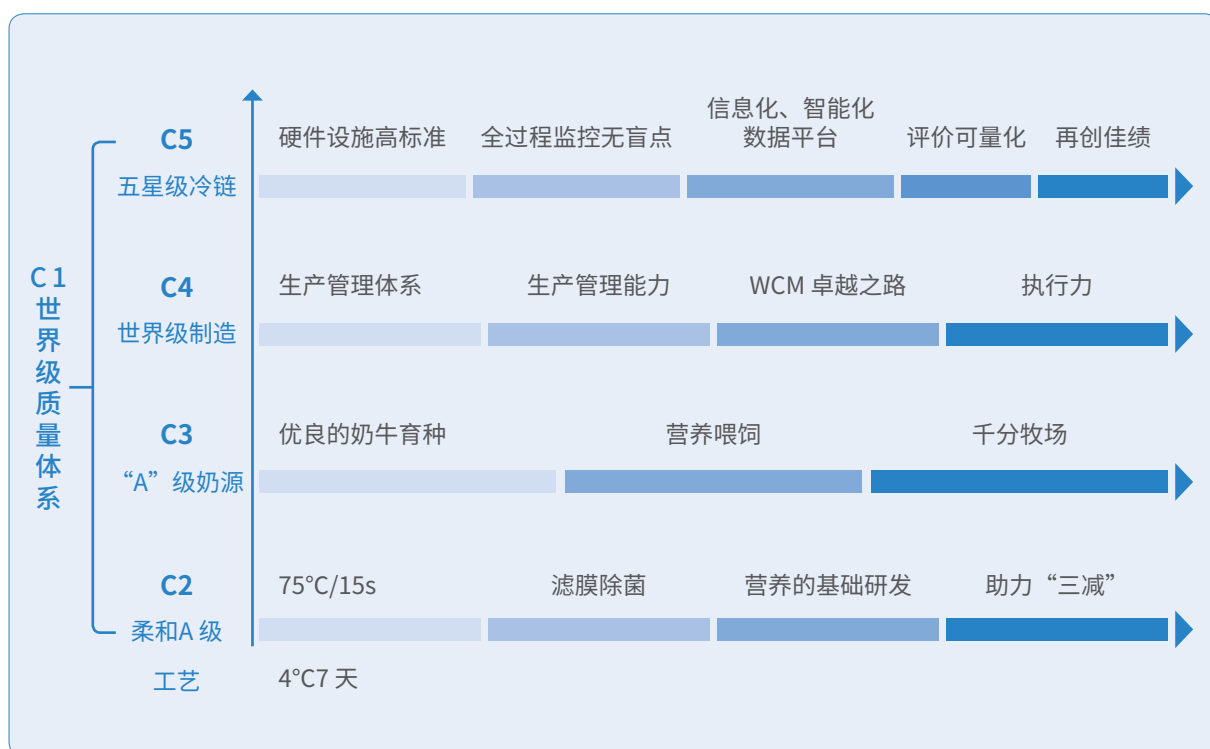 C1世界级质量体系
C5
五星级冷链
硬件设施高标准
全过程监控无盲点
信息化、智能化
数据平台
评价可量化
再创佳绩
C4
世界级制造
生产管理体系
生产管理能力
WCM 卓越之路
执行力
C3
“A”级奶源
优良的奶牛育种
营养喂饲
千分牧场
C2
柔和A 级
工艺
75°C/15s
滤膜除菌
营养的基础研发
助力“三减”
4°C7 天